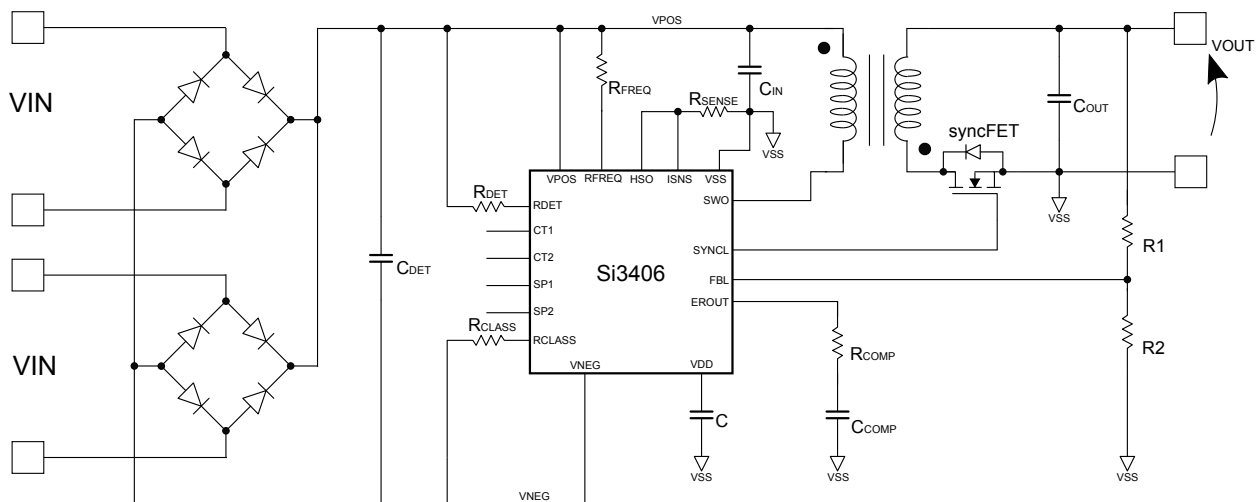 VPOS
VOUT
VIN
RFREQ
CIN
RSENSE
COUT
VSS
syncFET
VPOS
RFREQ
HSO
ISNS
VSS
RDET
RDET
SWO
VSS
CT1
R1
CT2
SYNCL
CDET
Si3406
SP1
FBL
EROUT
SP2
RCLASS
RCLASS
R2
VIN
RCOMP
VNEG
VDD
C
CCOMP
VSS
VSS
VSS
VNEG